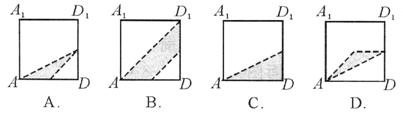 A₁ D₁ A₁ D₁ A₁ D₁ A₁ D₁
A D A D A D A D
A. B. C. D.